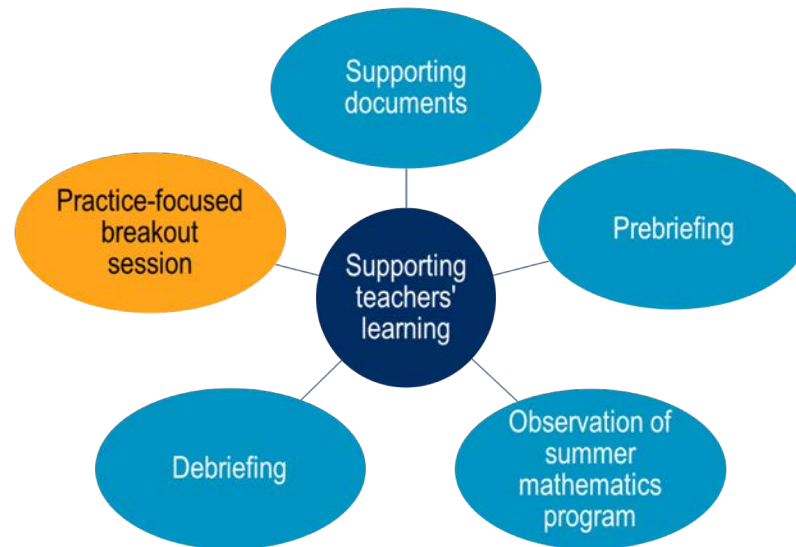 Supporting
documents
Practice-focused
breakout
session
Prebriefing
Supporting
teachers'
learning
Debriefing
Observation of
summer
mathematics
program